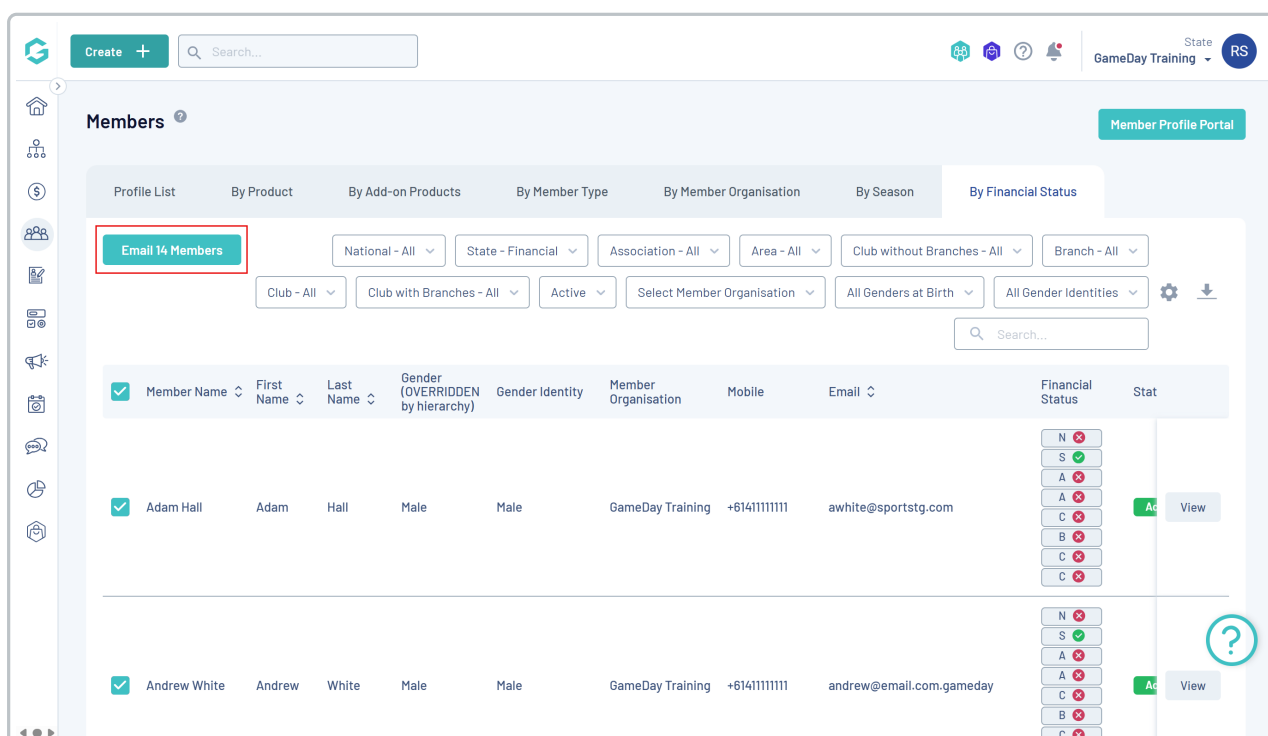 Create +
Search...
State
GameDay Training
RS
Members
Member Profile Portal
Profile List
By Product
By Add-on Products
By Member Type
By Member Organisation
By Season
By Financial Status
Email 14 Members
National - All
State - Financial
Association - All
Area - All
Club without Branches - All
Branch - All
Club - All
Club with Branches - All
Active
Select Member Organisation
All Genders at Birth
All Gender Identities
Search...
Member Name
First
Name
Last
Name
Gender
(OVERRIDDEN
by hierarchy)
Gender Identity
Member
Organisation
Mobile
Email
Financial
Status
Stat
Adam Hall
Adam
Hall
Male
Male
GameDay Training
+61411111111
awhite@sportstg.com
N
S
A
A
C
B
C
C
Ac
View
Andrew White
Andrew
White
Male
Male
GameDay Training
+61411111111
andrew@email.com.gameday
N
S
A
A
C
B
C
Ac
View
?